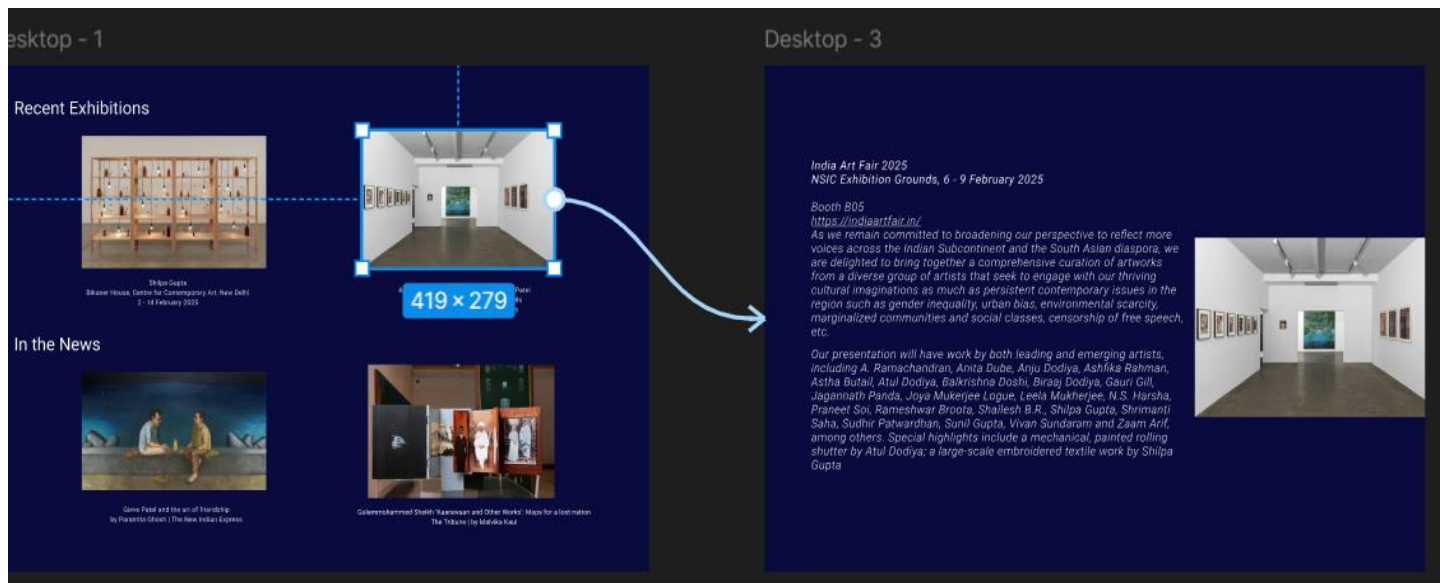 esktop - 1
Recent Exhibitions
Shilpa Gupta
Bikaner House, Centre for Contemporary Art, New Delhi
2 - 14 February 2025
A
Patel
419 × 279
In the News
Gieve Patel and the art of friendship
by Paramita Ghosh | The New Indian Express
Gulammohammed Sheikh 'Kaarawaan and Other Works': Maps for a lost nation
The Tribune | by Malvika Kaul
Desktop - 3
India Art Fair 2025
NSIC Exhibition Grounds, 6 - 9 February 2025
Booth B05
https://indiaartfair.in/
As we remain committed to broadening our perspective to reflect more
voices across the Indian Subcontinent and the South Asian diaspora, we
are delighted to bring together a comprehensive curation of artworks
from a diverse group of artists that seek to engage with our thriving
cultural imaginations as much as persistent contemporary issues in the
region such as gender inequality, urban bias, environmental scarcity,
marginalized communities and social classes, censorship of free speech,
etc.
Our presentation will have work by both leading and emerging artists,
including A. Ramachandran, Anita Dube, Anju Dodiya, Ashfika Rahman,
Astha Butail, Atul Dodiya, Balkrishna Doshi, Biraaj Dodiya, Gauri Gill,
Jagannath Panda, Joya Mukerjee Logue, Leela Mukherjee, N.S. Harsha,
Praneet Soi, Rameshwar Broota, Shailesh B.R., Shilpa Gupta, Shrimanti
Saha, Sudhir Patwardhan, Sunil Gupta, Vivan Sundaram and Zaam Arif,
among others. Special highlights include a mechanical, painted rolling
shutter by Atul Dodiya; a large-scale embroidered textile work by Shilpa
Gupta